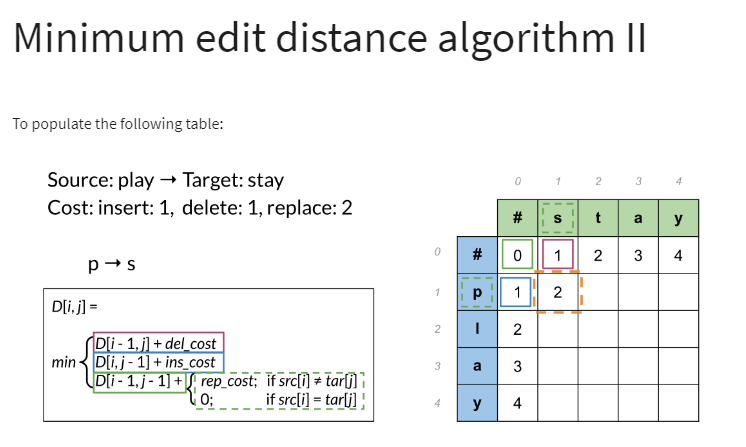 Minimum edit distance algorithm II
To populate the following table:
Source: play → Target: stay
Cost: insert: 1, delete: 1, replace: 2
p → s
D[i, j] =
min { D[i - 1, j] + del_cost
D[i, j - 1] + ins_cost
D[i - 1, j - 1] + { rep_cost; if src[i] ≠ tar[j]
0; if src[i] = tar[j]
0 1 2 3 4
# s t a y
0 # 0 1 2 3 4
1 p 1 2
2 l 2
3 a 3
4 y 4